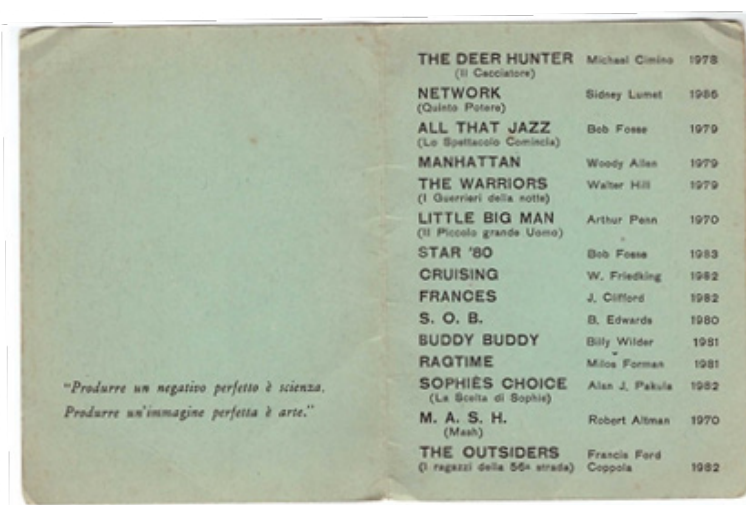 "Produrre un negativo perfetto è scienza.
Produrre un'immagine perfetta è arte."
THE DEER HUNTER Michael Cimino 1978
(Il Cacciatore)
NETWORK Sidney Lumet 1986
(Quinto Potere)
ALL THAT JAZZ Bob Fosse 1979
(Lo Spettacolo Comincia)
MANHATTAN Woody Allen 1979
THE WARRIORS Walter Hill 1979
(I Guerrieri della notte)
LITTLE BIG MAN Arthur Penn 1970
(Il Piccolo grande Uomo)
STAR '80 Bob Fosse 1983
CRUISING W. Friedking 1982
FRANCES J. Clifford 1982
S. O. B. B. Edwards 1980
BUDDY BUDDY Billy Wilder 1981
RAGTIME Milos Forman 1981
SOPHIÈS CHOICE Alan J. Pakula 1982
(La Scelta di Sophie)
M. A. S. H. Robert Altman 1970
(Mash)
THE OUTSIDERS Francis Ford
(I ragazzi della 56ª strada) Coppola 1982